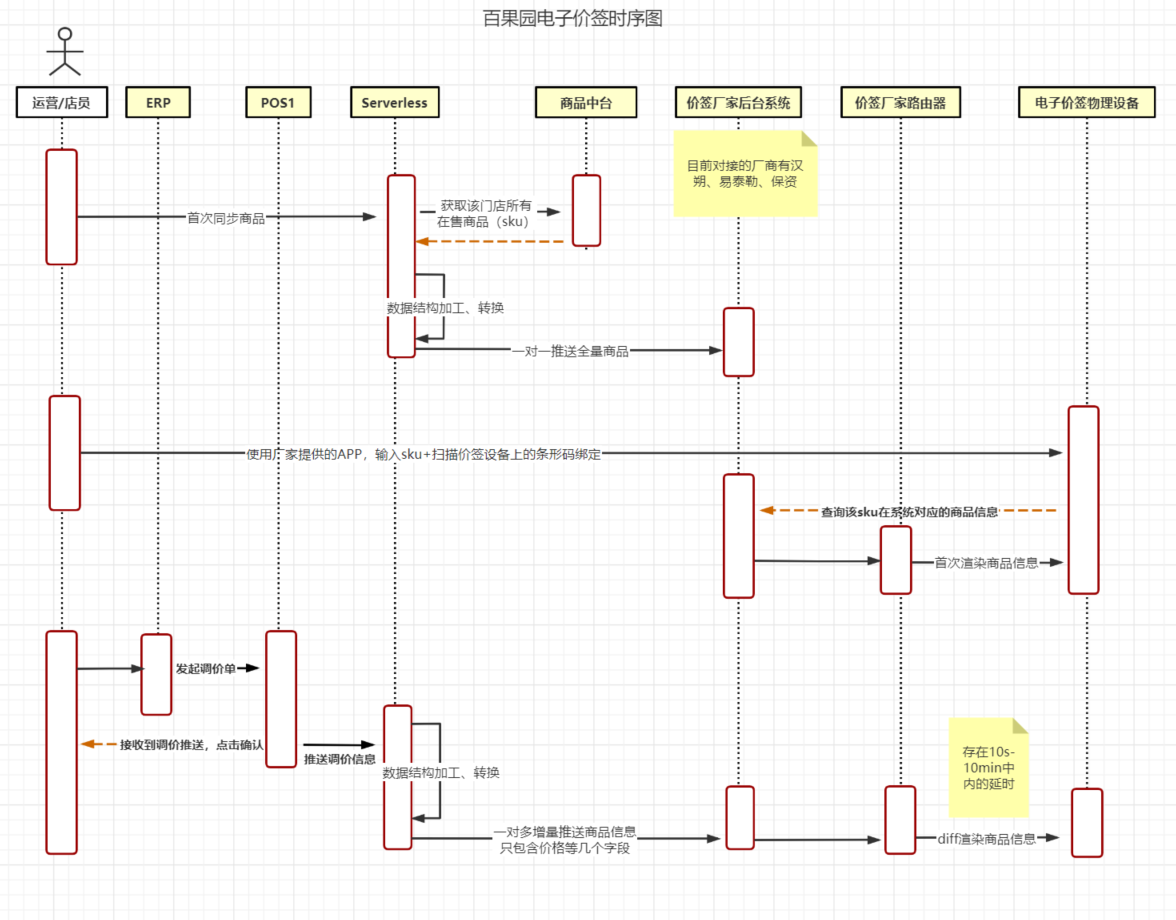 百果园电子价签时序图
运营/店员
ERP
POS1
Serverless
商品中台
价签厂家后台系统
价签厂家路由器
电子价签物理设备
目前对接的厂商有汉
朔、易泰勒、保资
首次同步商品
获取该门店所有
在售商品（sku）
数据结构加工、转换
一对一推送全量商品
使用厂家提供的APP，输入sku+扫描价签设备上的条形码绑定
查询该sku在系统对应的商品信息
首次渲染商品信息
发起调价单
接收到调价推送，点击确认
推送调价信息
数据结构加工、转换
存在10s-
10min中
内的延时
一对多增量推送商品信息
只包含价格等几个字段
diff渲染商品信息